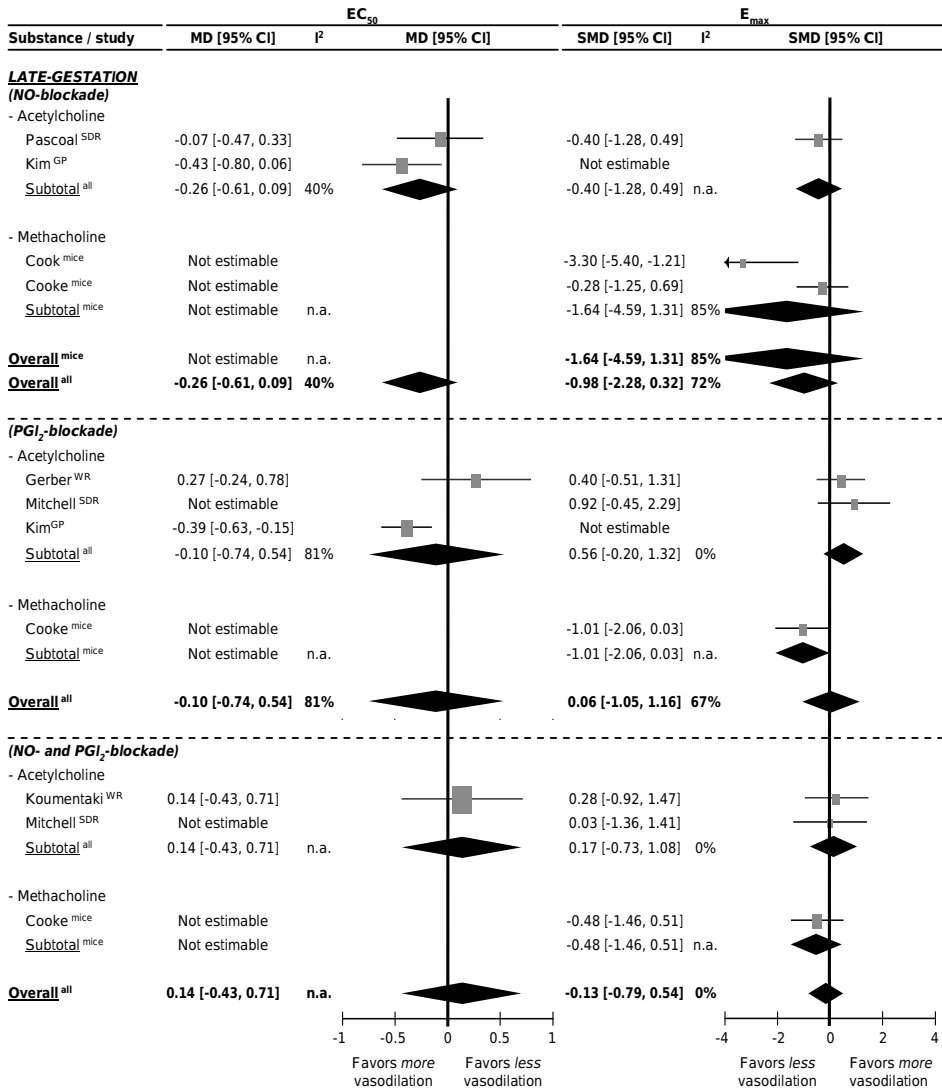 EC50 Emax
Substance / study MD [95% CI] I2 MD [95% CI] SMD [95% CI] I2 SMD [95% CI]
LATE-GESTATION
(NO-blockade)
- Acetylcholine
Pascoal SDR -0.07 [-0.47, 0.33] -0.40 [-1.28, 0.49]
Kim GP -0.43 [-0.80, 0.06] Not estimable
Subtotal all -0.26 [-0.61, 0.09] 40% -0.40 [-1.28, 0.49] n.a.
- Methacholine
Cook mice Not estimable -3.30 [-5.40, -1.21]
Cooke mice Not estimable -0.28 [-1.25, 0.69]
Subtotal mice Not estimable n.a. -1.64 [-4.59, 1.31] 85%
Overall mice Not estimable n.a. -1.64 [-4.59, 1.31] 85%
Overall all -0.26 [-0.61, 0.09] 40% -0.98 [-2.28, 0.32] 72%
(PGI2-blockade)
- Acetylcholine
Gerber WR 0.27 [-0.24, 0.78] 0.40 [-0.51, 1.31]
Mitchell SDR Not estimable 0.92 [-0.45, 2.29]
KimGP -0.39 [-0.63, -0.15] Not estimable
Subtotal all -0.10 [-0.74, 0.54] 81% 0.56 [-0.20, 1.32] 0%
- Methacholine
Cooke mice Not estimable -1.01 [-2.06, 0.03]
Subtotal mice Not estimable n.a. -1.01 [-2.06, 0.03] n.a.
Overall all -0.10 [-0.74, 0.54] 81% 0.06 [-1.05, 1.16] 67%
(NO- and PGI2-blockade)
- Acetylcholine
Koumentaki WR 0.14 [-0.43, 0.71] 0.28 [-0.92, 1.47]
Mitchell SDR Not estimable 0.03 [-1.36, 1.41]
Subtotal all 0.14 [-0.43, 0.71] n.a. 0.17 [-0.73, 1.08] 0%
- Methacholine
Cooke mice Not estimable -0.48 [-1.46, 0.51]
Subtotal mice Not estimable -0.48 [-1.46, 0.51] n.a.
Overall all 0.14 [-0.43, 0.71] n.a. -0.13 [-0.79, 0.54] 0%
-1 -0.5 0 0.5 1 -4 -2 0 2 4
Favors more Favors less Favors less Favors more
vasodilation vasodilation vasodilation vasodilation